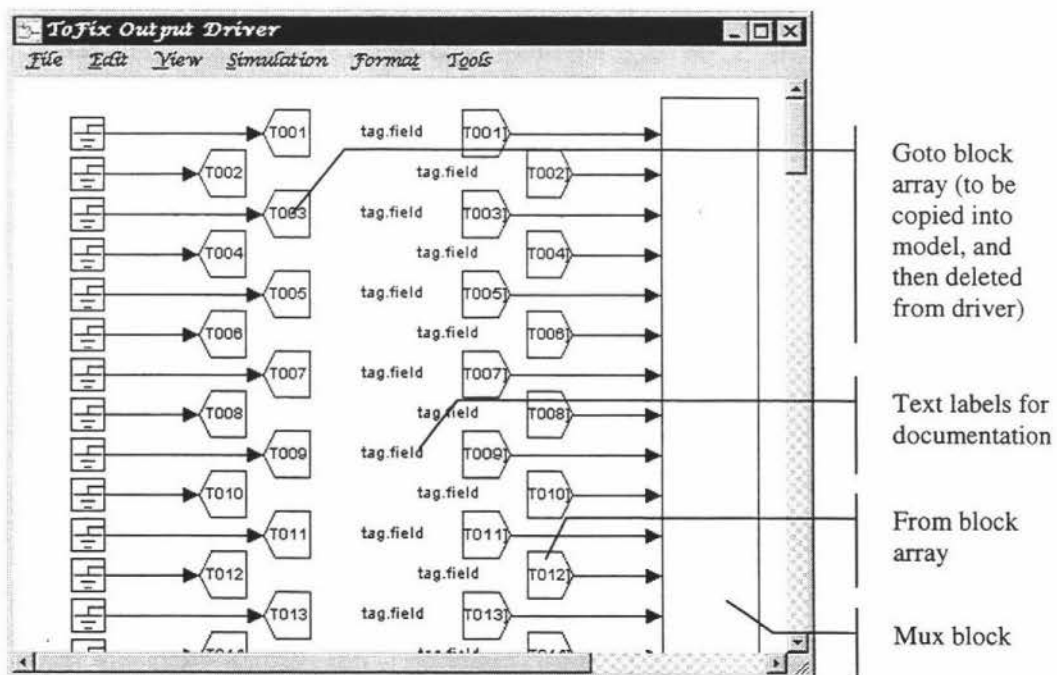 ToFix Output Driver
File Edit View Simulation Format Tools
T001 tag.field T001
T002 tag.field T002
T003 tag.field T003
T004 tag.field T004
T005 tag.field T005
T006 tag.field T006
T007 tag.field T007
T008 tag.field T008
T009 tag.field T009
T010 tag.field T010
T011 tag.field T011
T012 tag.field T012
T013 tag.field T013
Goto block
array (to be
copied into
model, and
then deleted
from driver)
Text labels for
documentation
From block
array
Mux block